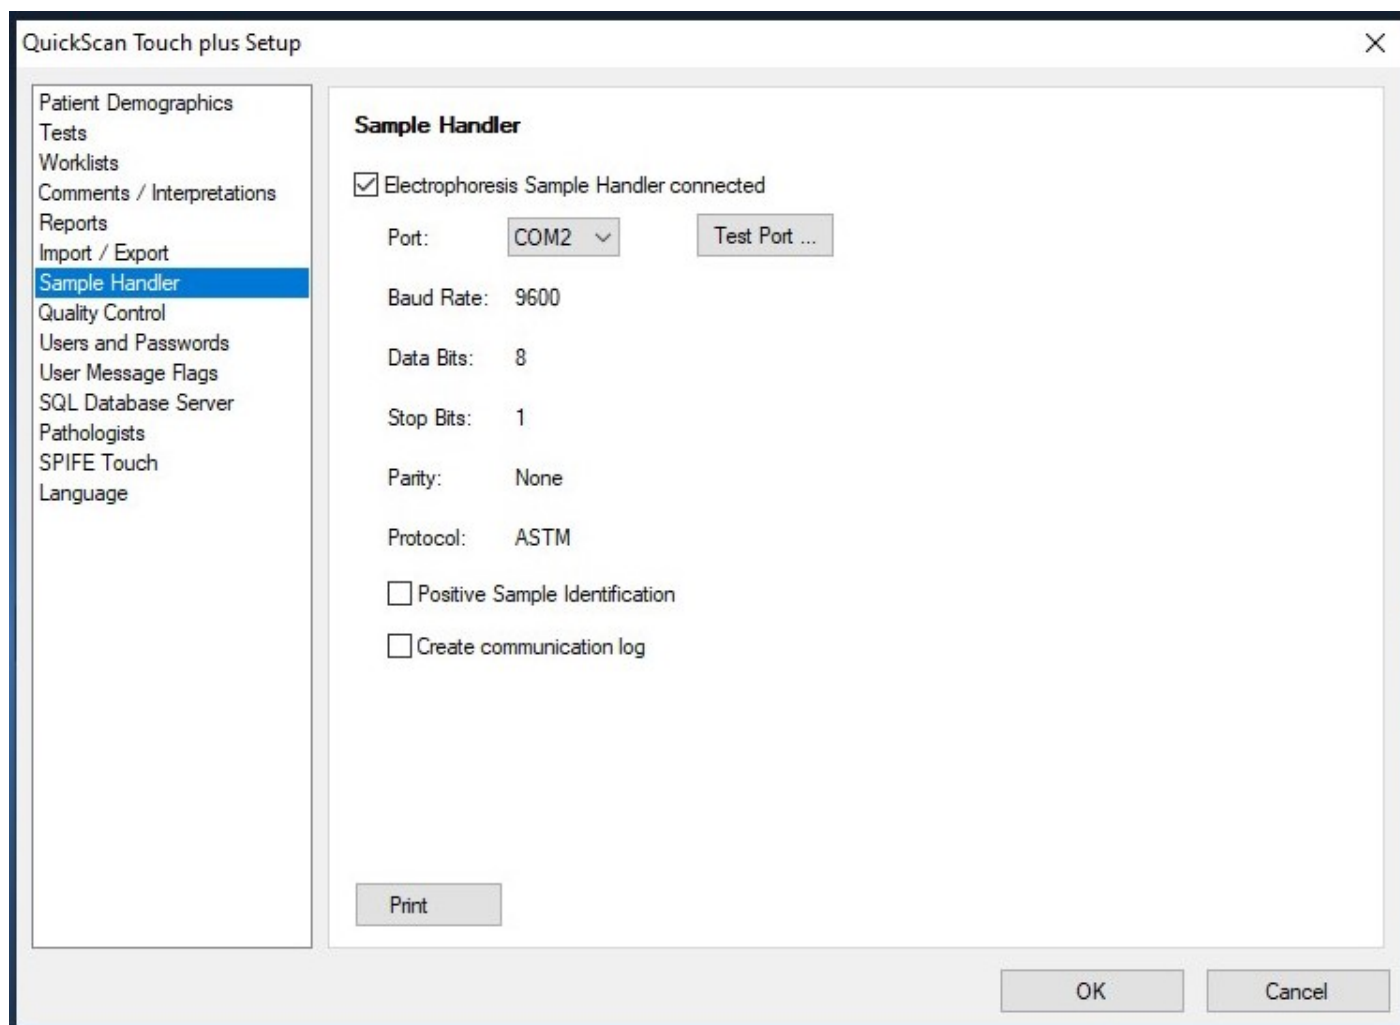 QuickScan Touch plus Setup
Patient Demographics
Tests
Worklists
Comments / Interpretations
Reports
Import / Export
Sample Handler
Quality Control
Users and Passwords
User Message Flags
SQL Database Server
Pathologists
SPIFE Touch
Language
Sample Handler
Electrophoresis Sample Handler connected
Port: COM2 Test Port ...
Baud Rate: 9600
Data Bits: 8
Stop Bits: 1
Parity: None
Protocol: ASTM
Positive Sample Identification
Create communication log
Print
OK Cancel